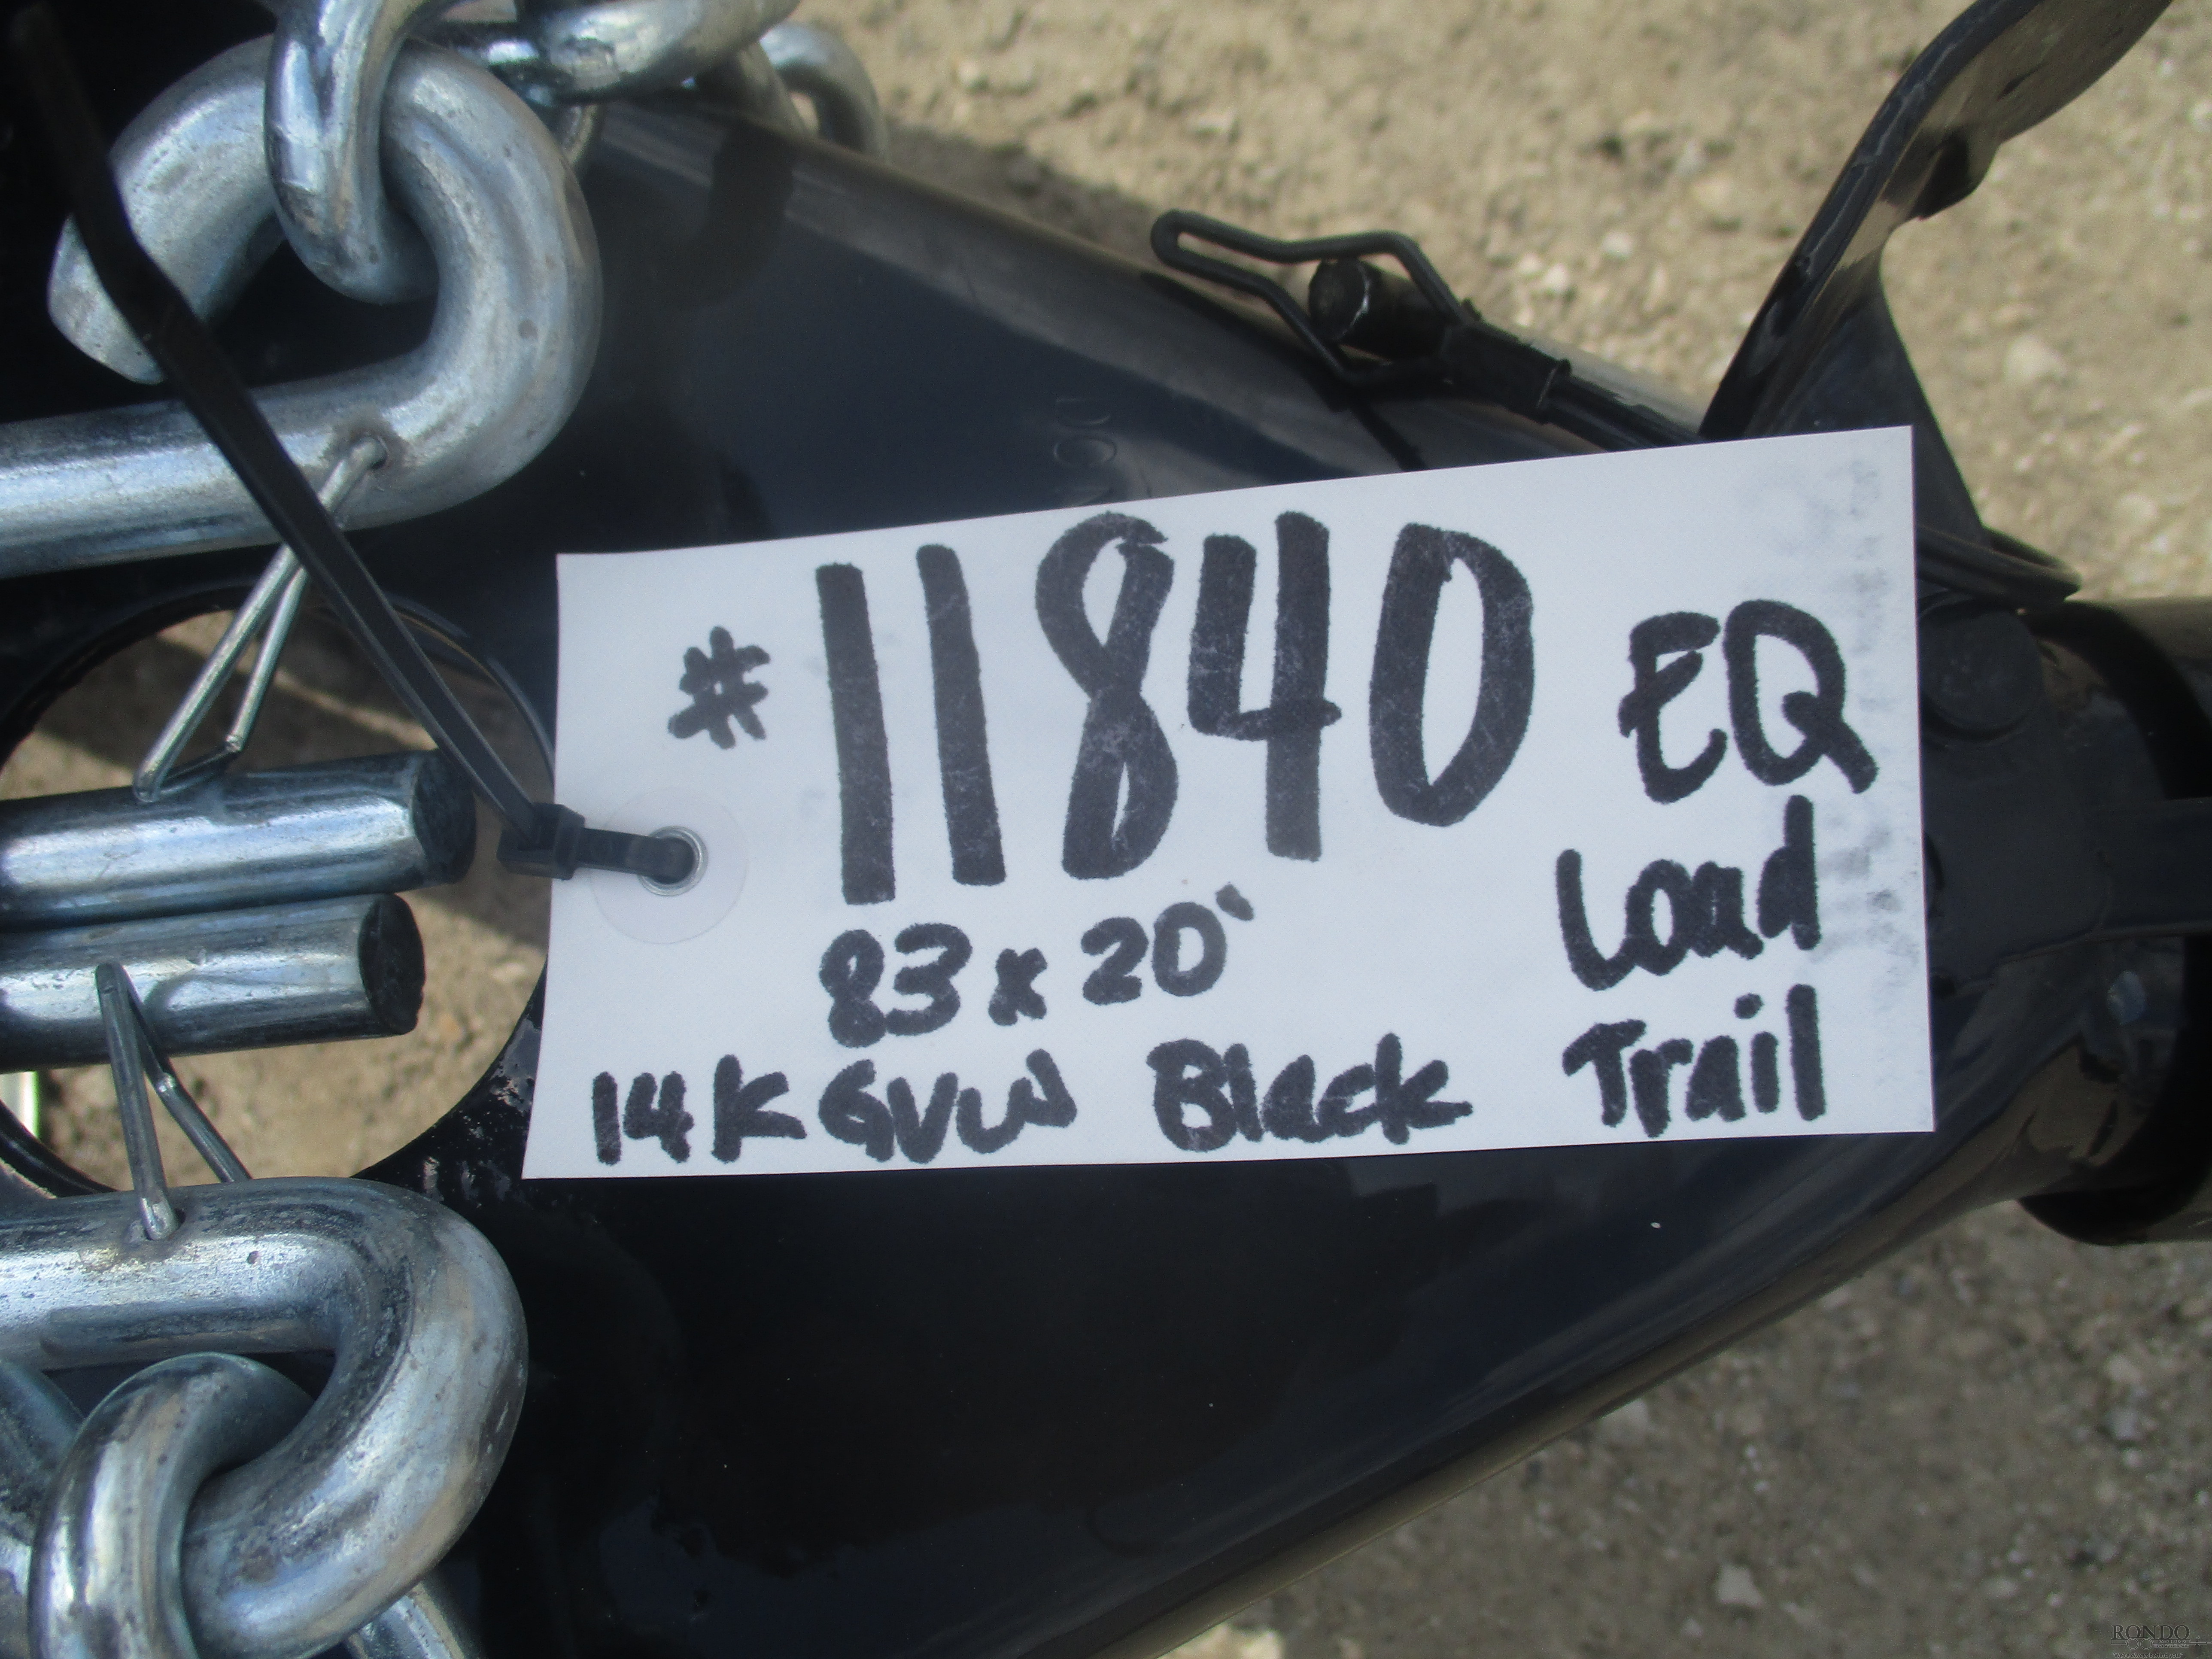 #11840 EQ
83 x 20' Load
14K GVW Black Trail
RONDO